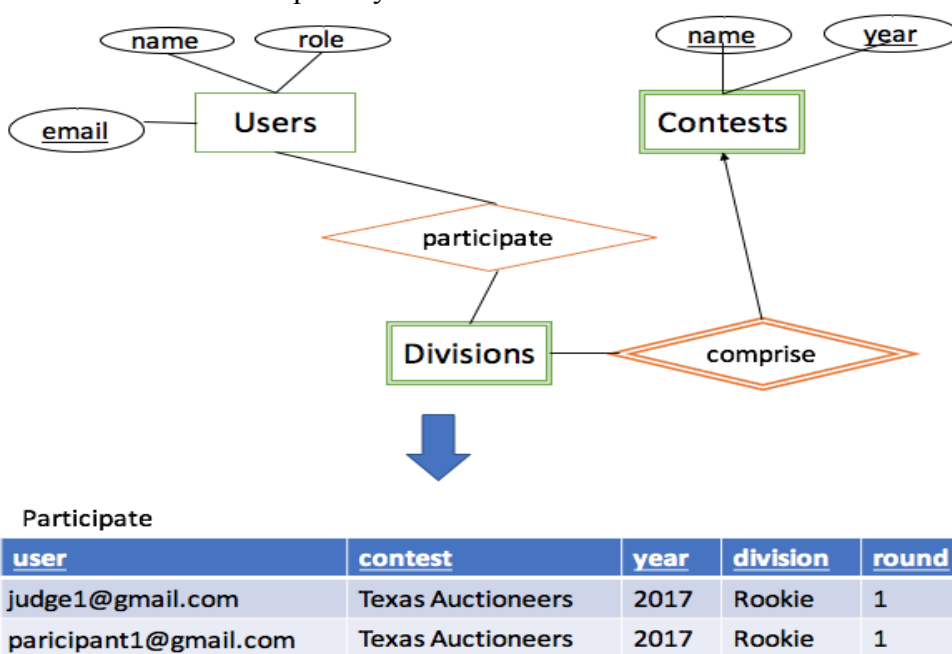 name role name year
email Users Contests
participate
Divisions comprise
Participate
user contest year division round
judge1@gmail.com Texas Auctioneers 2017 Rookie 1
paricipant1@gmail.com Texas Auctioneers 2017 Rookie 1